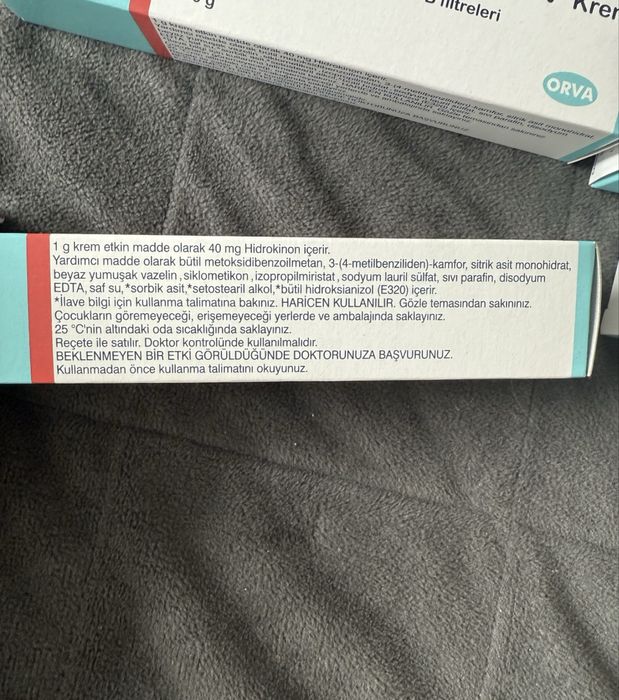 filtreleri
Krem
ORVA
1 g krem etkin madde olarak 40 mg Hidrokinon içerir.
Yardımcı madde olarak bütil metoksidibenzoilmetan, 3-(4-metilbenziliden)-kamfor, sitrik asit monohidrat,
beyaz yumuşak vazelin ,siklometikon ,izopropilmiristat , sodyum lauril sülfat, sıvı parafin, disodyum
EDTA, saf su,*sorbik asit,*setostearil alkol,*bütil hidroksianizol (E320) içerir.
*İlave bilgi için kullanma talimatına bakınız. HARİCEN KULLANILIR. Gözle temasından sakınınız.
Çocukların göremeyeceği, erişemeyeceği yerlerde ve ambalajında saklayınız.
25 °C'nin altındaki oda sıcaklığında saklayınız.
Reçete ile satılır. Doktor kontrolünde kullanılmalıdır.
BEKLENMEYEN BİR ETKİ GÖRÜLDÜĞÜNDE DOKTORUNUZA BAŞVURUNUZ.
Kullanmadan önce kullanma talimatını okuyunuz.